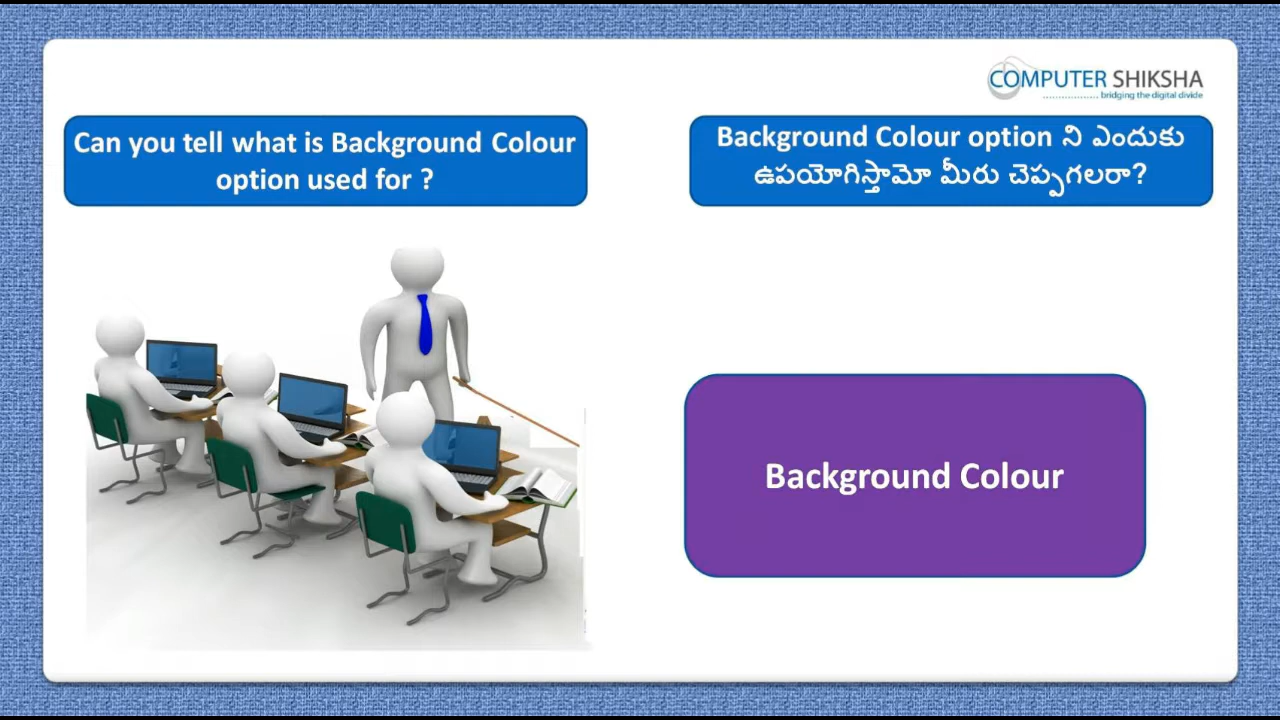 COMPUTER SHIKSHA
bridging the digital divide
Can you tell what is Background Colour
option used for ?
Background Colour option ని ఎందుకు
ఉపయోగిస్తామో మీరు చెప్పగలరా?
Background Colour